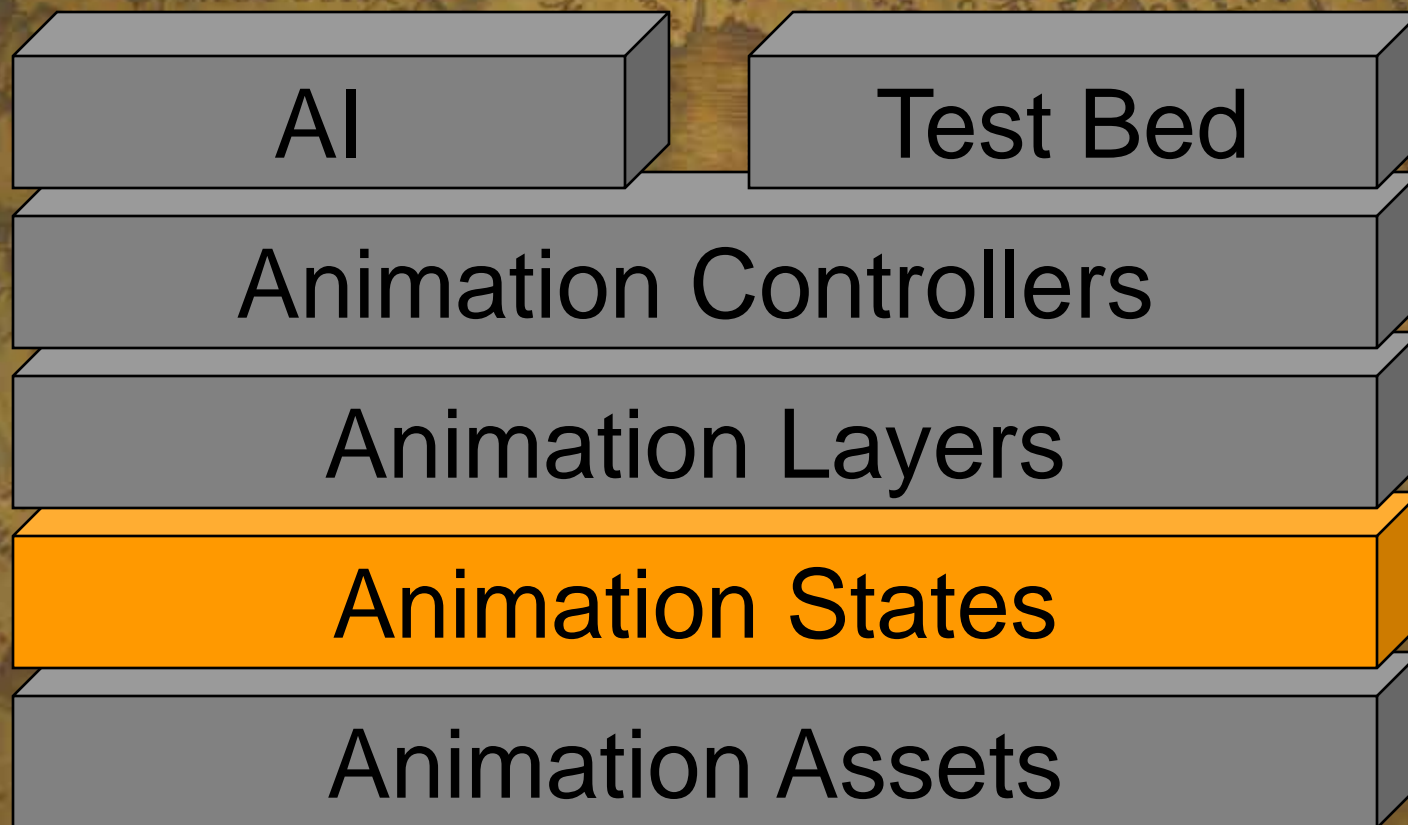 AI
Test Bed
Animation Controllers
Animation Layers
Animation States
Animation Assets